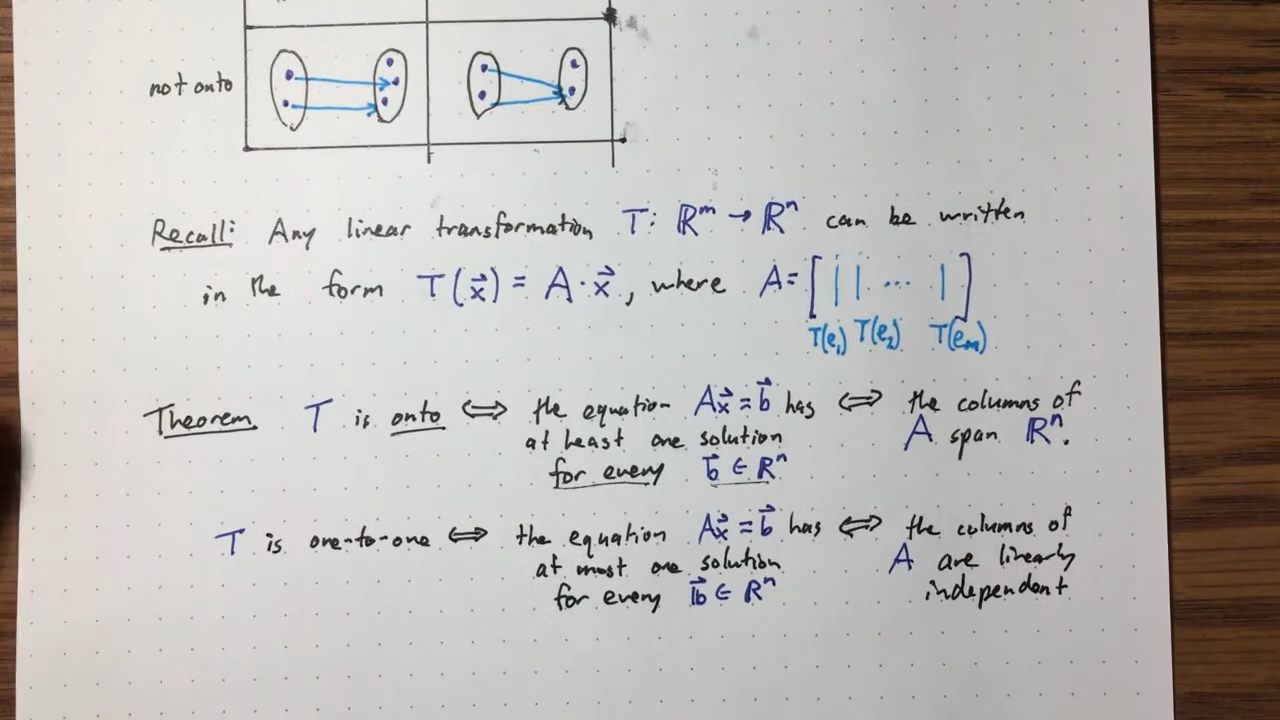 not onto
Recall: Any linear transformation T: ℝᵐ → ℝⁿ can be written
in the form T(x⃗) = A·x⃗, where A= [ | | ... | ]
T(e₁) T(e₂) T(eₘ)
Theorem T is onto ⟺ the equation Ax⃗ = b⃗ has ⟺ the columns of
at least one solution A span ℝⁿ.
for every b⃗ ∈ ℝⁿ
T is one-to-one ⟺ the equation Ax⃗ = b⃗ has ⟺ the columns of
at most one solution A are linearly
for every b⃗ ∈ ℝⁿ independent